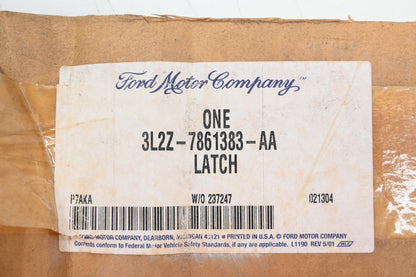 Ford Motor Company™
ONE
3L2Z-7861383-AA
LATCH
P7AKA W/O 237247 021304
FORD MOTOR COMPANY, DEARBORN, MICHIGAN 48121 • PRINTED IN U.S.A. © FORD MOTOR COMPANY
Contents conform to Federal Motor Vehicle Safety Standards, if any are applicable. L1190 REV 5/01